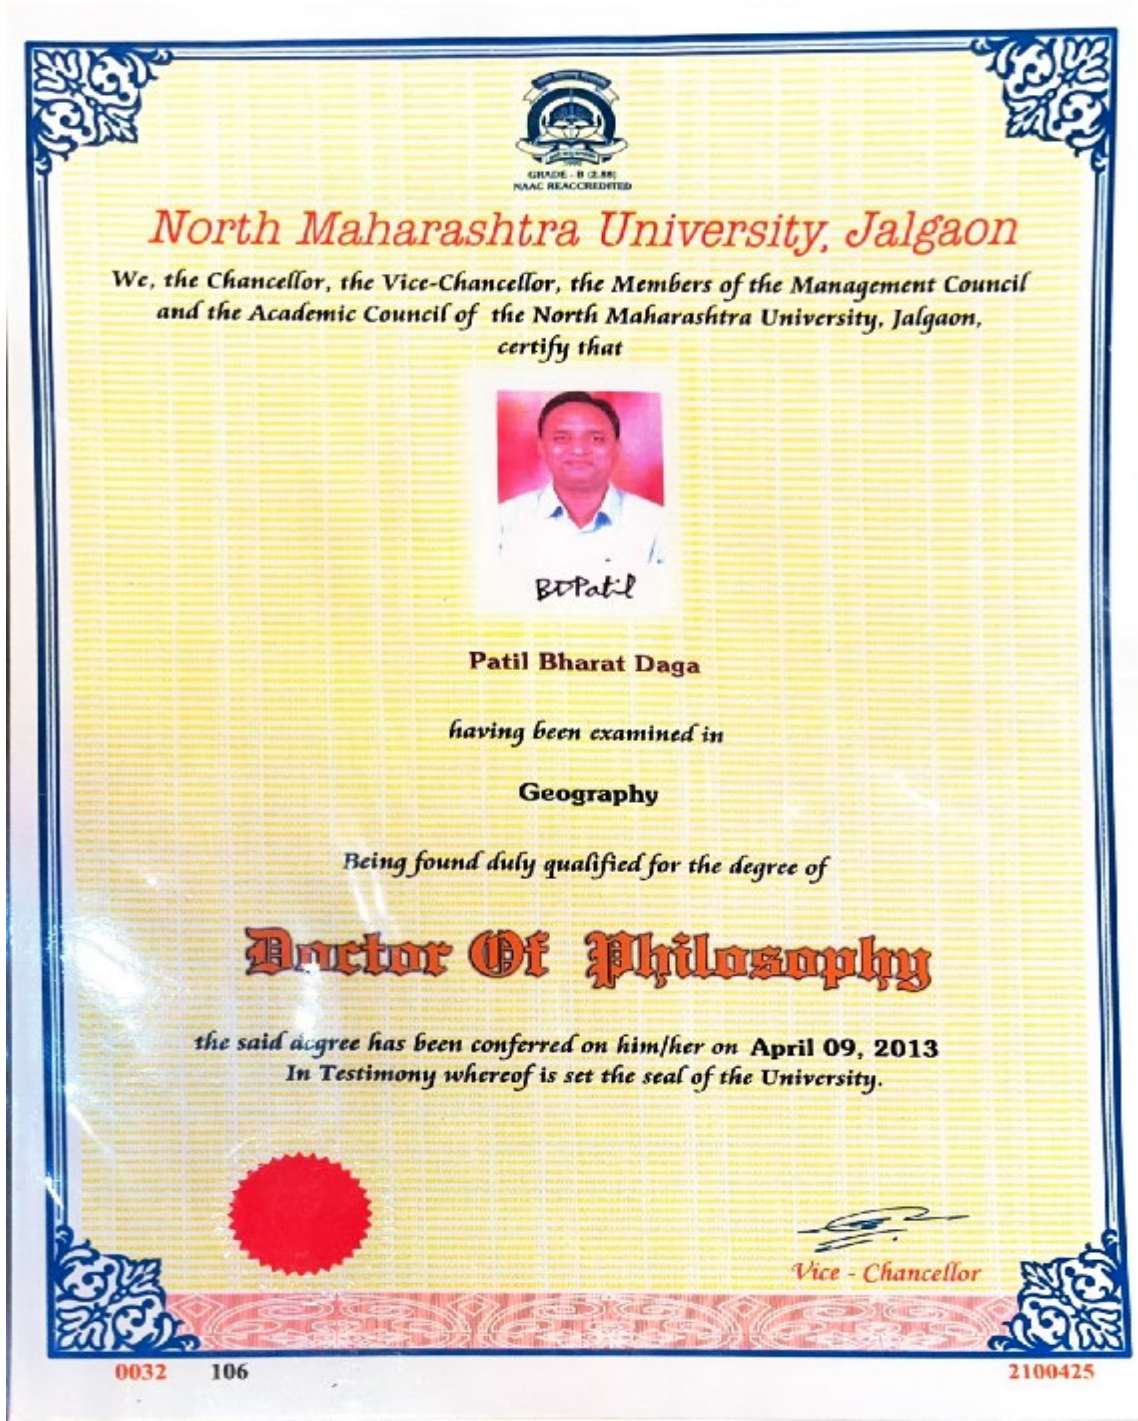 GRADE - B (2.88)
NAAC REACCREDITED
North Maharashtra University, Jalgaon
We, the Chancellor, the Vice-Chancellor, the Members of the Management Council
and the Academic Council of the North Maharashtra University, Jalgaon,
certify that
BDPatil
Patil Bharat Daga
having been examined in
Geography
Being found duly qualified for the degree of
Doctor Of Philosophy
the said degree has been conferred on him/her on April 09, 2013
In Testimony whereof is set the seal of the University.
Vice - Chancellor
0032 106 2100425